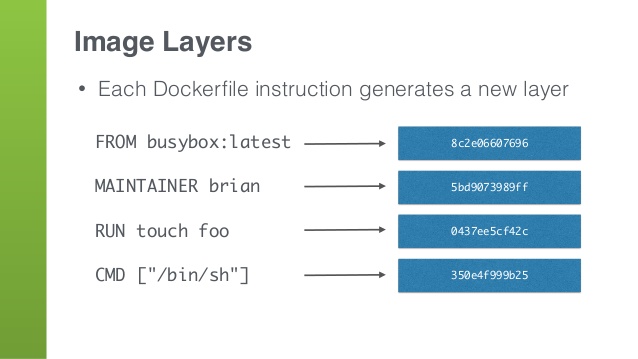 Image Layers
• Each Dockerfile instruction generates a new layer
FROM busybox:latest 8c2e06607696
MAINTAINER brian 5bd9073989ff
RUN touch foo 0437ee5cf42c
CMD ["/bin/sh"] 350e4f999b25